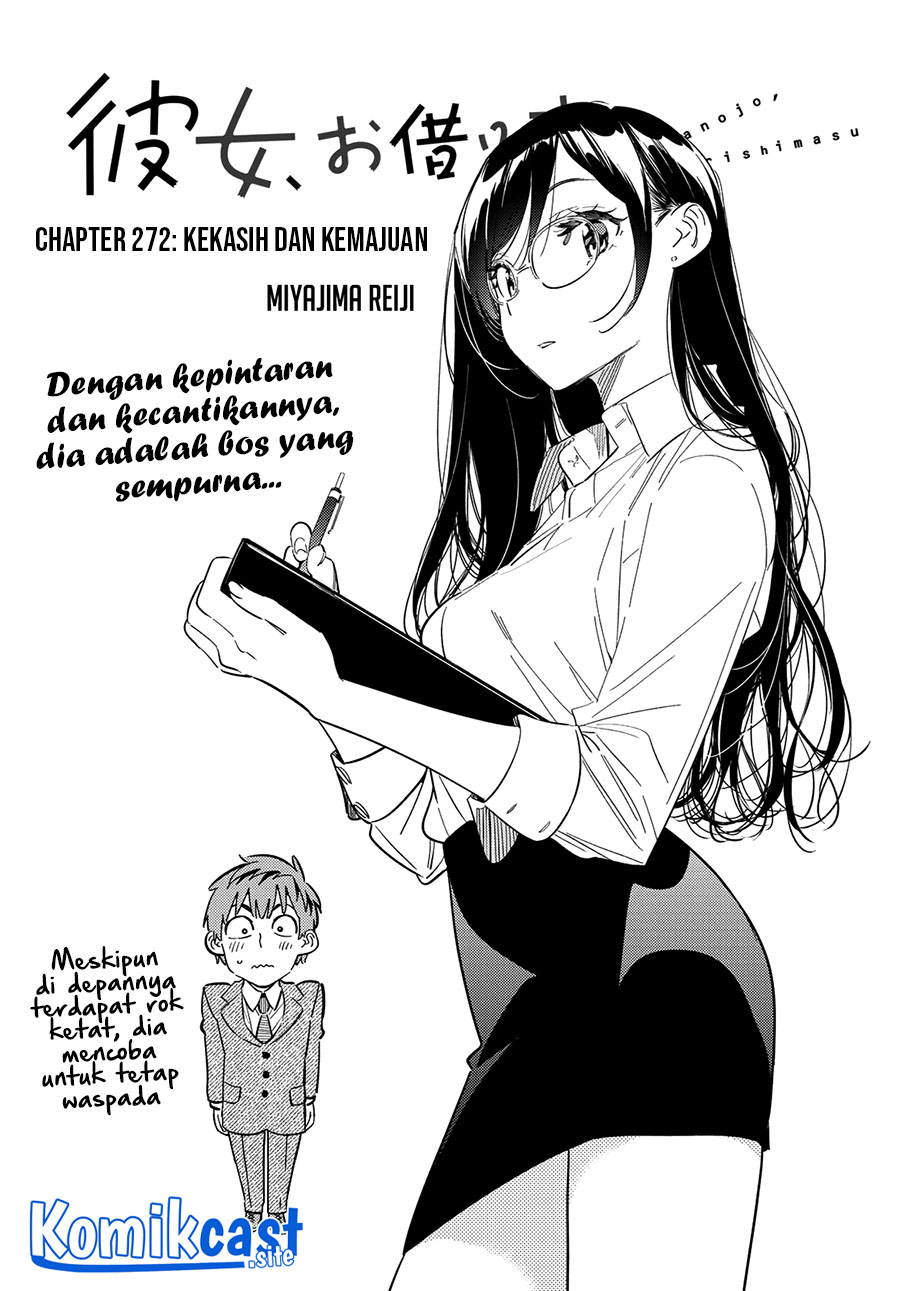 彼女、お借り
anojo,
rishimasu
CHAPTER 272: KEKASIH DAN KEMAJUAN
MIYAJIMA REIJI
Dengan kepintaran
dan kecantikannya,
dia adalah bos yang
sempurna...
Meskipun
di depannya
terdapat rok
ketat, dia
mencoba
untuk tetap
waspada
Komikcast
.site